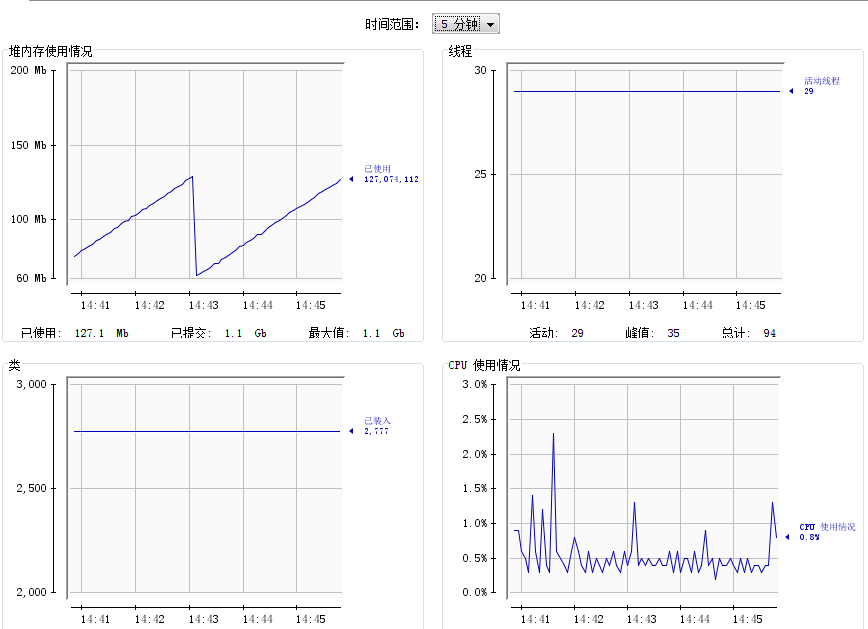 时间范围： 5 分钟
堆内存使用情况
200 Mb
150 Mb
100 Mb
60 Mb
已使用
127,074,112
14:41 14:42 14:43 14:44 14:45
已使用: 127.1 Mb 已提交: 1.1 Gb 最大值: 1.1 Gb
线程
30
25
20
活动线程
29
14:41 14:42 14:43 14:44 14:45
活动: 29 峰值: 35 总计: 94
类
3,000
2,500
2,000
已装入
2,777
14:41 14:42 14:43 14:44 14:45
CPU 使用情况
3.0%
2.5%
2.0%
1.5%
1.0%
0.5%
0.0%
CPU 使用情况
0.8%
14:41 14:42 14:43 14:44 14:45